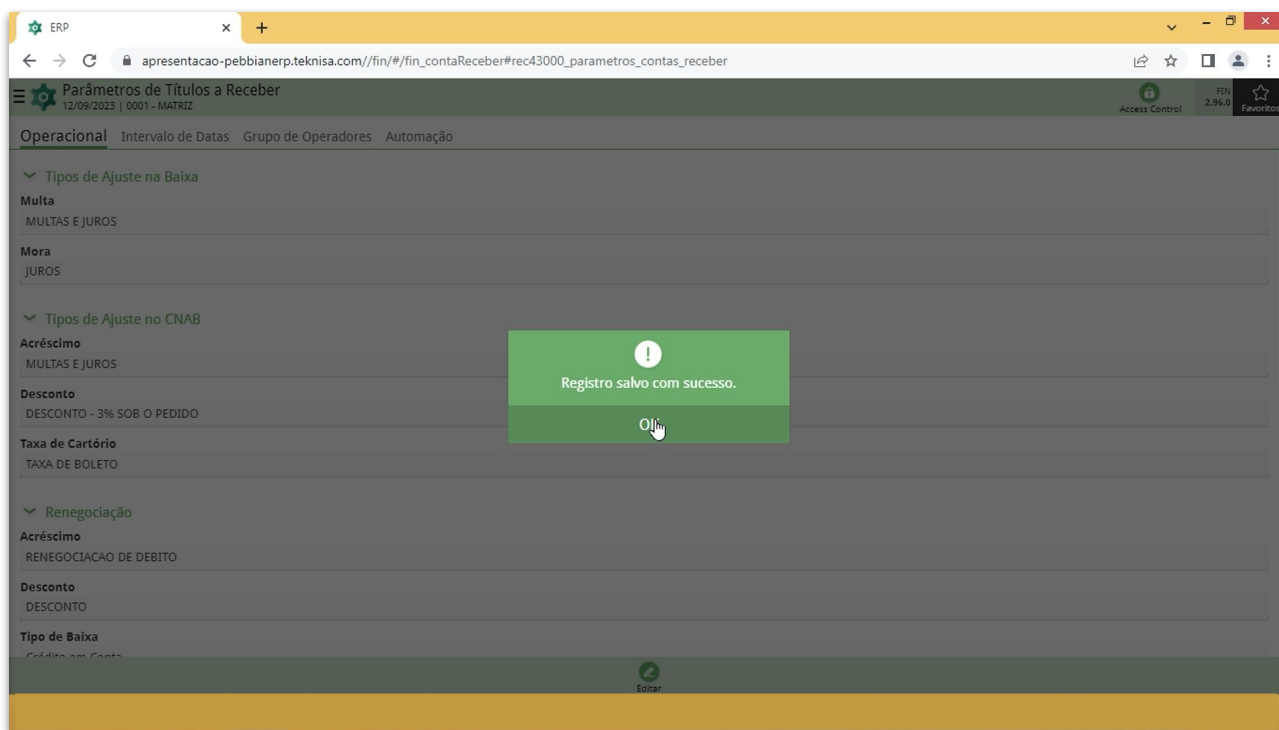 ERP
apresentacao-pebbianerp.teknisa.com//fin/#/fin_contaReceber#rec43000_parametros_contas_receber
Parâmetros de Títulos a Receber
12/09/2023 | 0001 - MATRIZ
Access Control
FIN
2.96.0
Favoritos
Operacional Intervalo de Datas Grupo de Operadores Automação
Tipos de Ajuste na Baixa
Multa
MULTAS E JUROS
Mora
JUROS
Tipos de Ajuste no CNAB
Acréscimo
MULTAS E JUROS
Desconto
DESCONTO - 3% SOB O PEDIDO
Taxa de Cartório
TAXA DE BOLETO
Renegociação
Acréscimo
RENEGOCIACAO DE DEBITO
Desconto
DESCONTO
Tipo de Baixa
Crédito em Conta
Registro salvo com sucesso.
OK
Editar